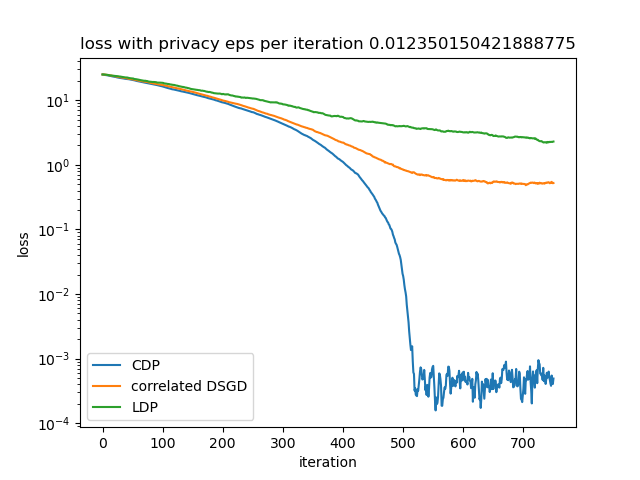 loss with privacy eps per iteration 0.012350150421888775
10¹
10⁰
10⁻¹
10⁻²
10⁻³
10⁻⁴
loss
CDP
correlated DSGD
LDP
0 100 200 300 400 500 600 700
iteration